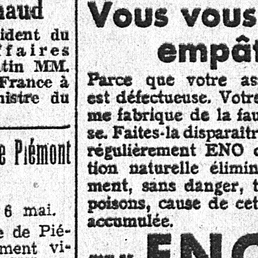 naud
ident du
ffaires
tin MM.
France à
nistre du
e Piémont
6 mai.
e de Pié-
ment vi-
Vous vous
empât
Parce que votre as
est défectueuse. Votre
me fabrique de la fau
se. Faites-la disparaîtr
régulièrement ENO
tion naturelle élimin
ment, sans danger, t
poisons, cause de cet
accumulée.
ENO